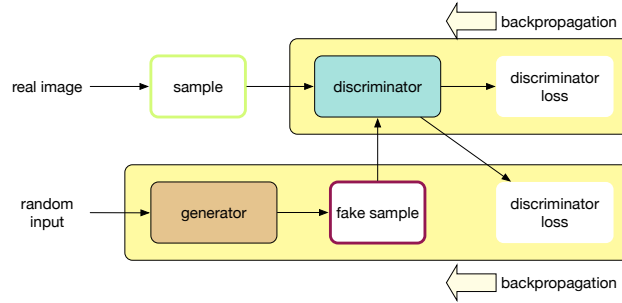 backpropagation
real image
sample
discriminator
discriminator
loss
random
input
generator
fake sample
discriminator
loss
backpropagation